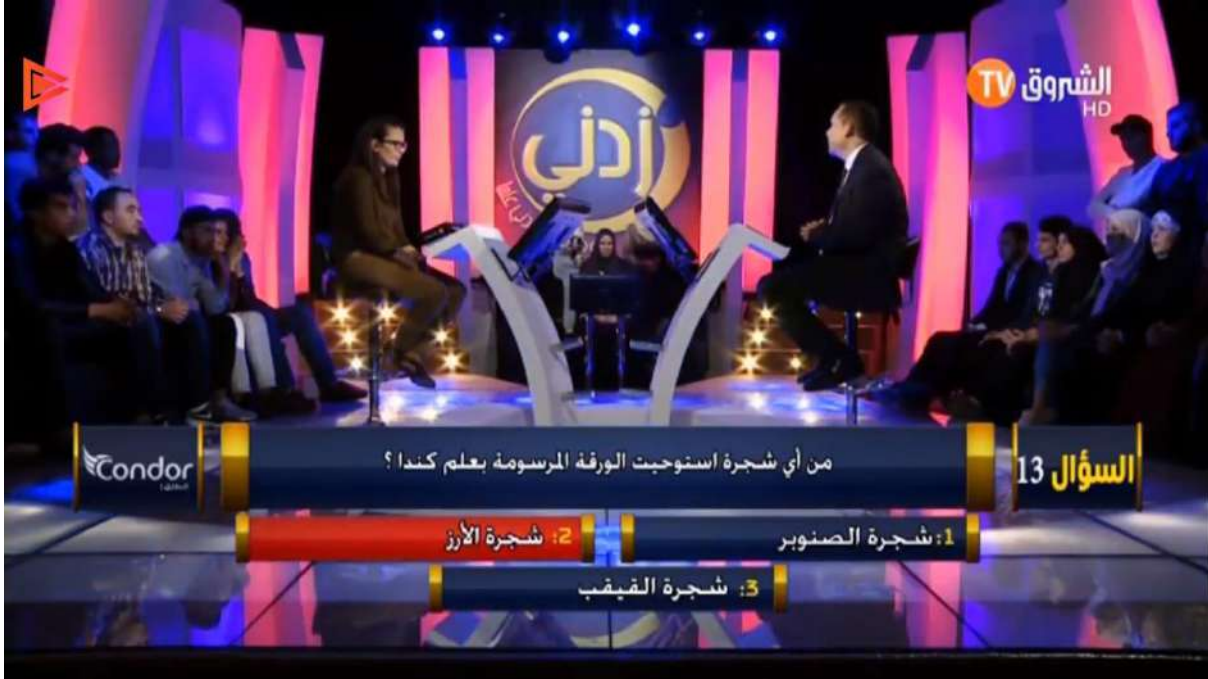 الشروق TV
HD
زدني
السؤال 13
من أي شجرة استوحيت الورقة المرسومة بعلم كندا ؟
Condor
1: شجرة الصنوبر
2: شجرة الأرز
3: شجرة القيقب